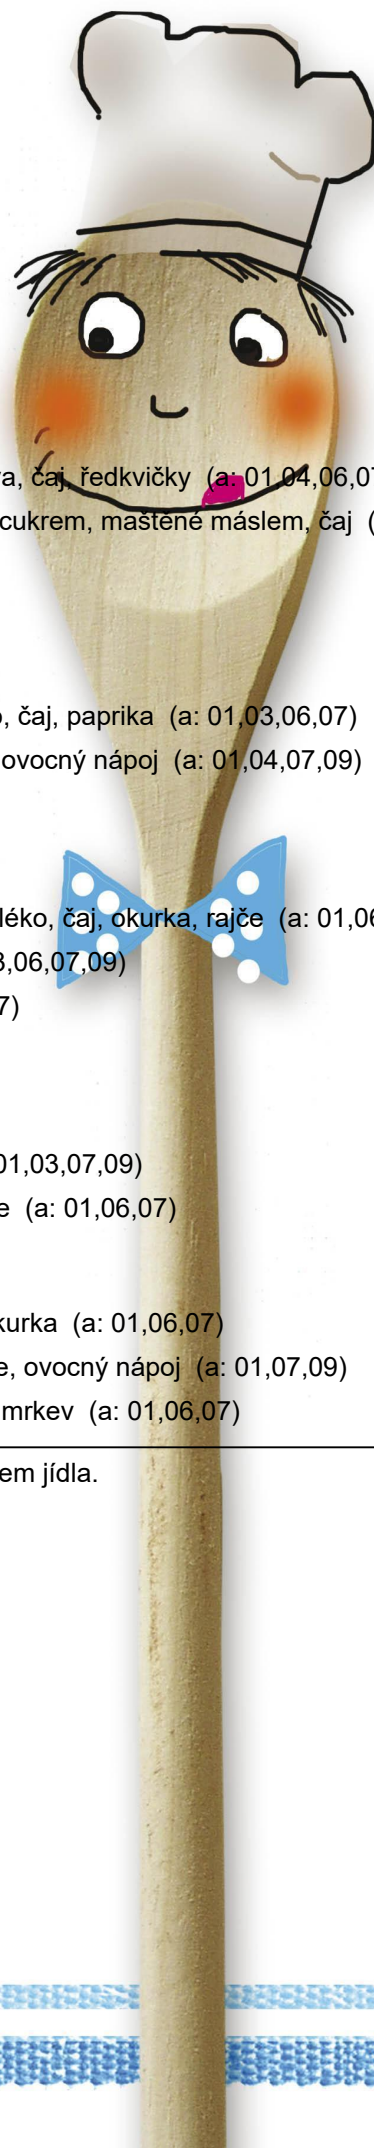 a, čaj, ředkvičky (a: 01,04,06,07
cukrem, maštěné máslem, čaj (
, čaj, paprika (a: 01,03,06,07)
ovocný nápoj (a: 01,04,07,09)
léko, čaj, okurka, rajče (a: 01,06
,06,07,09)
7)
01,03,07,09)
e (a: 01,06,07)
kurka (a: 01,06,07)
e, ovocný nápoj (a: 01,07,09)
mrkev (a: 01,06,07)
em jídla.